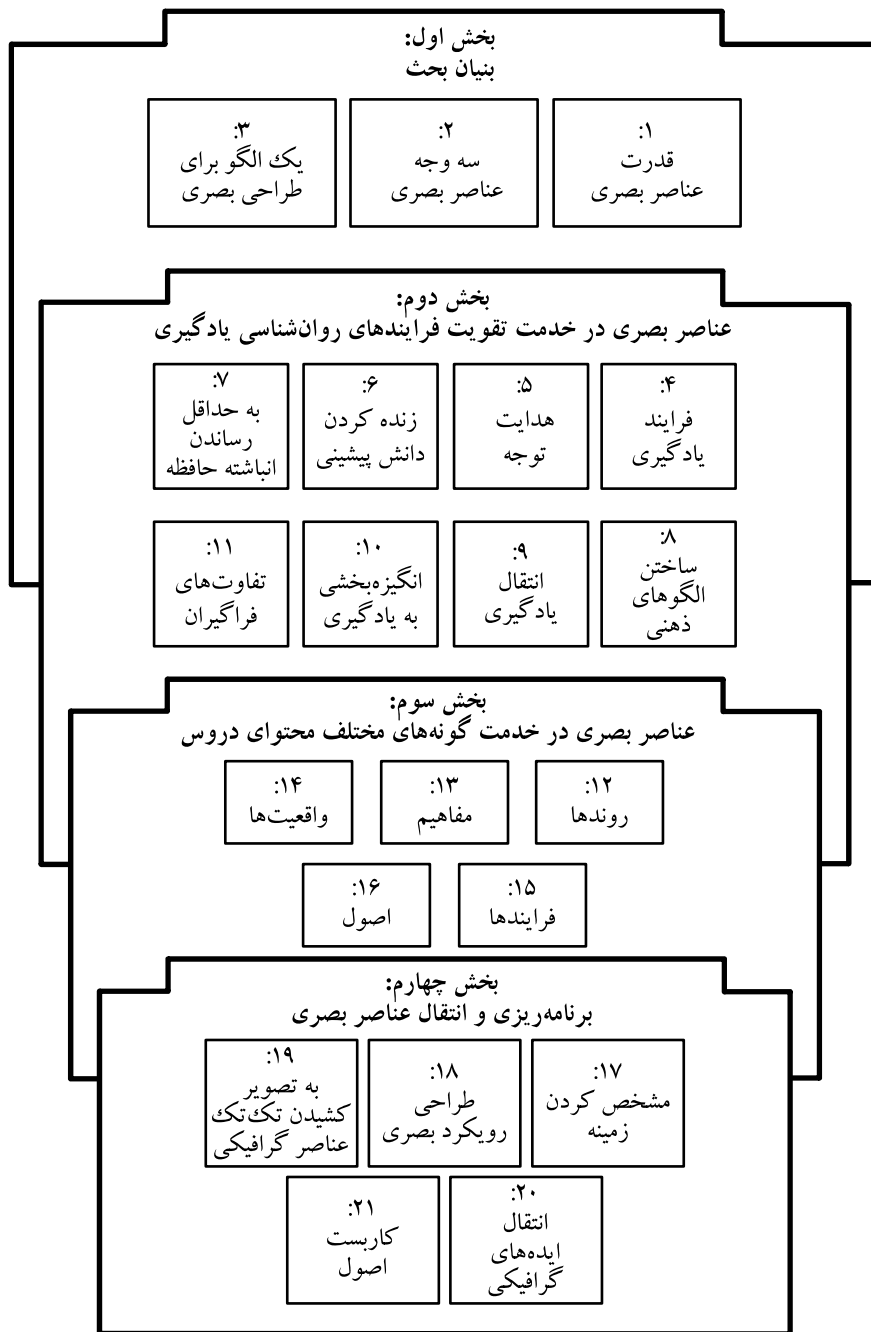 بخش اول:
بنیان بحث
۱:
قدرت
عناصر بصری
۲:
سه وجه
عناصر بصری
۳:
یک الگو برای
طراحی بصری
بخش دوم:
عناصر بصری در خدمت تقویت فرایندهای روان‌شناسی یادگیری
۴:
فرایند
یادگیری
۵:
هدایت
توجه
۶:
زنده کردن
دانش پیشینی
۷:
به حداقل
رساندن
انباشته حافظه
۸:
ساختن
الگوهای
ذهنی
۹:
انتقال
یادگیری
۱۰:
انگیزه‌بخشی
به یادگیری
۱۱:
تفاوت‌های
فراگیران
بخش سوم:
عناصر بصری در خدمت گونه‌های مختلف محتوای دروس
۱۲:
روندها
۱۳:
مفاهیم
۱۴:
واقعیت‌ها
۱۵:
فرایندها
۱۶:
اصول
بخش چهارم:
برنامه‌ریزی و انتقال عناصر بصری
۱۷:
مشخص کردن
زمینه
۱۸:
طراحی
رویکرد بصری
۱۹:
به تصویر
کشیدن تک‌تک
عناصر گرافیکی
۲۰:
انتقال
ایده‌های
گرافیکی
۲۱:
کاربست
اصول